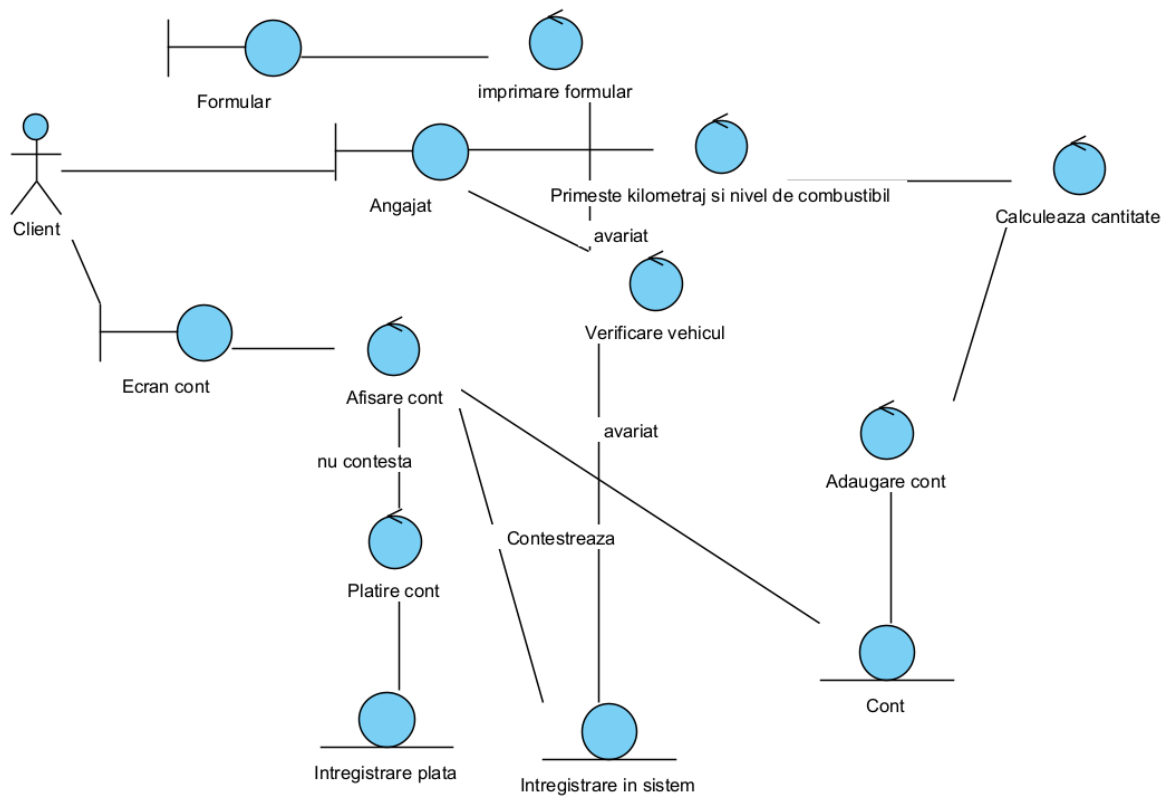 Formular
imprimare formular
Client
Angajat
Primeste kilometraj si nivel de combustibil
Calculeaza cantitate
avariat
Verificare vehicul
Ecran cont
Afisare cont
avariat
nu contesta
Adaugare cont
Contestreaza
Platire cont
Cont
Intregistrare plata
Intregistrare in sistem